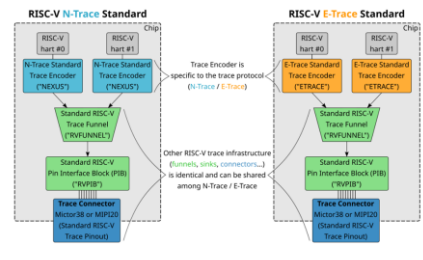 RISC-V N-Trace Standard
Chip
RISC-V
hart #0
RISC-V
hart #1
N-Trace Standard
Trace Encoder
("NEXUS")
N-Trace Standard
Trace Encoder
("NEXUS")
Standard RISC-V
Trace Funnel
("RVFUNNEL")
Standard RISC-V
Pin Interface Block (PIB)
("RVPIB")
Trace Connector
Mictor38 or MIPI20
(Standard RISC-V
Trace Pinout)
Trace Encoder is
specific to the trace protocol
(N-Trace / E-Trace)
Other RISC-V trace infrastructure
(funnels, sinks, connectors...)
is identical and can be shared
among N-Trace / E-Trace
RISC-V E-Trace Standard
Chip
RISC-V
hart #0
RISC-V
hart #1
E-Trace Standard
Trace Encoder
("ETRACE")
E-Trace Standard
Trace Encoder
("ETRACE")
Standard RISC-V
Trace Funnel
("RVFUNNEL")
Standard RISC-V
Pin Interface Block (PIB)
("RVPIB")
Trace Connector
Mictor38 or MIPI20
(Standard RISC-V
Trace Pinout)